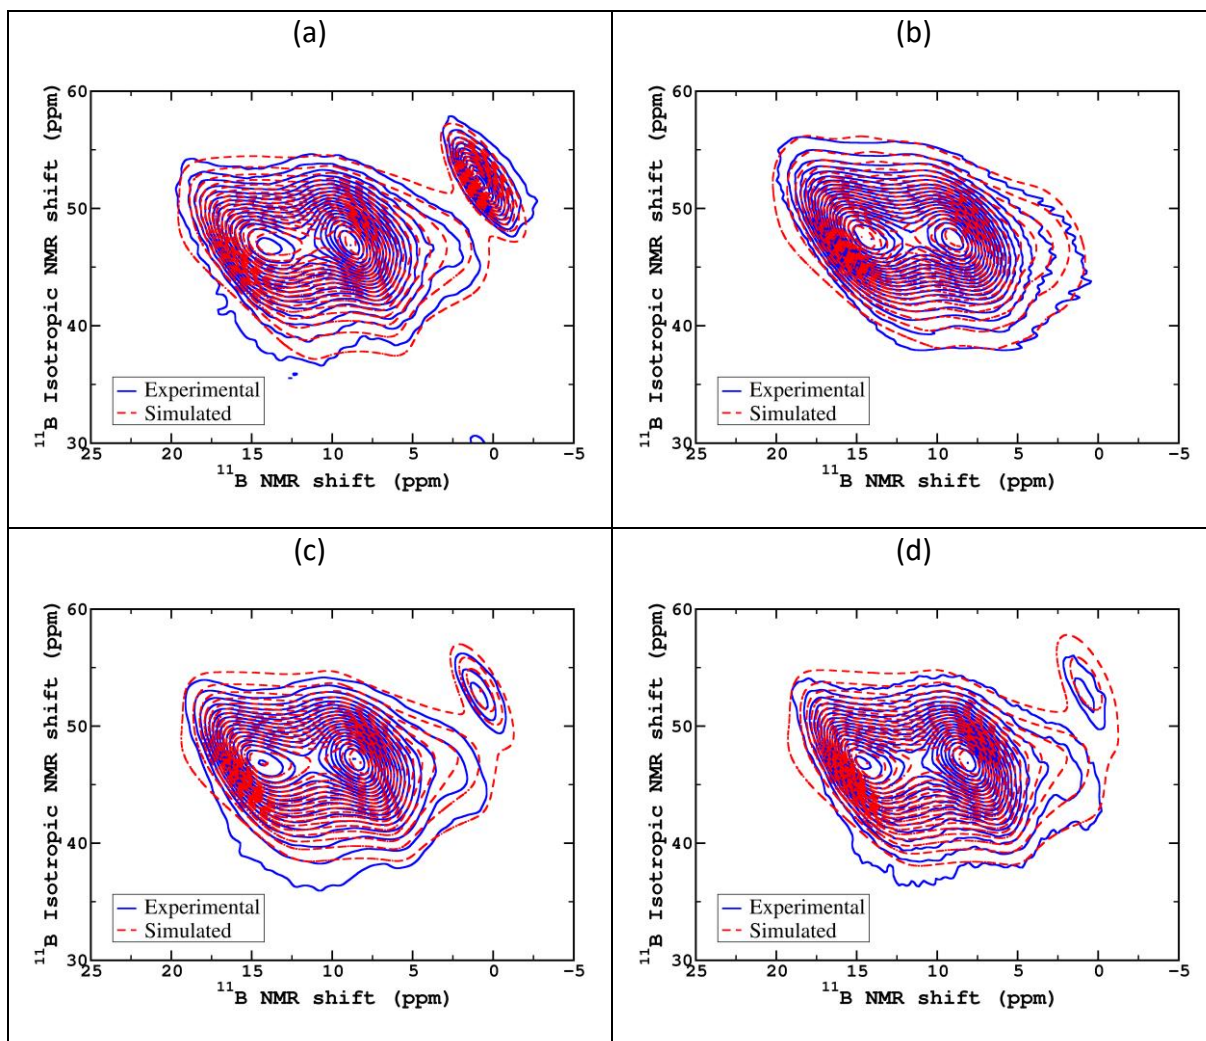 (a)
60
50
40
30
25
20
15
10
5
0
−5
¹¹B Isotropic NMR shift (ppm)
¹¹B NMR shift (ppm)
Experimental
Simulated
(b)
60
50
40
30
25
20
15
10
5
0
−5
¹¹B Isotropic NMR shift (ppm)
¹¹B NMR shift (ppm)
Experimental
Simulated
(c)
60
50
40
30
25
20
15
10
5
0
−5
¹¹B Isotropic NMR shift (ppm)
¹¹B NMR shift (ppm)
Experimental
Simulated
(d)
60
50
40
30
25
20
15
10
5
0
−5
¹¹B Isotropic NMR shift (ppm)
¹¹B NMR shift (ppm)
Experimental
Simulated